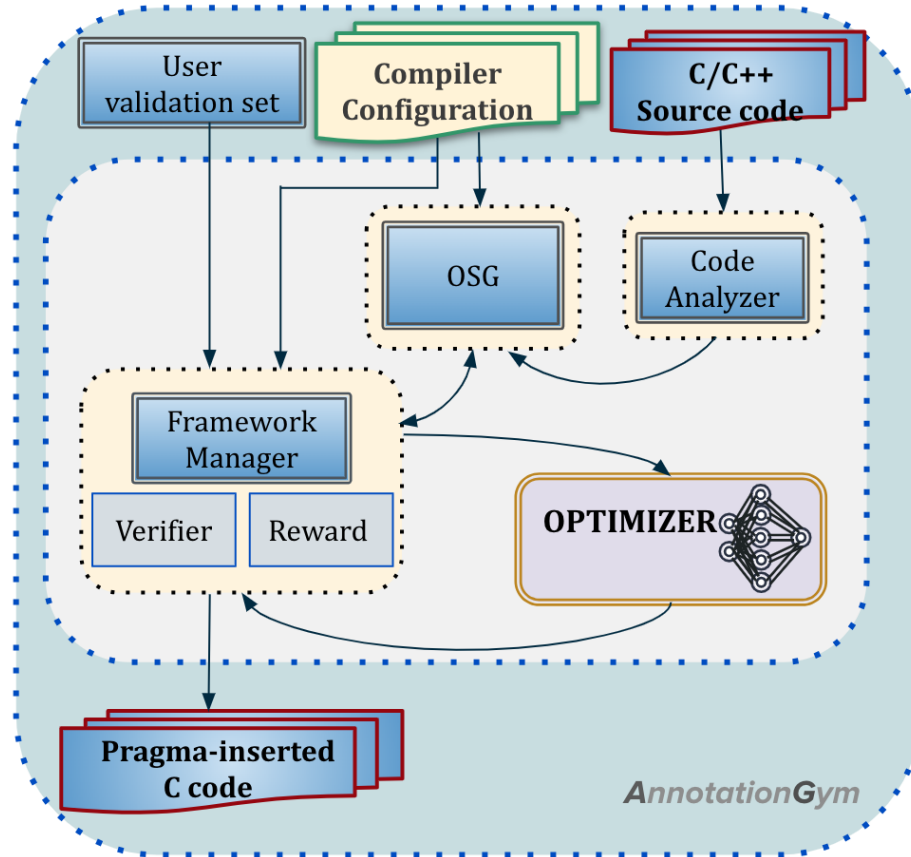 User
validation set
Compiler
Configuration
C/C++
Source code
OSG
Code
Analyzer
Framework
Manager
Verifier
Reward
OPTIMIZER
Pragma-inserted
C code
AnnotationGym